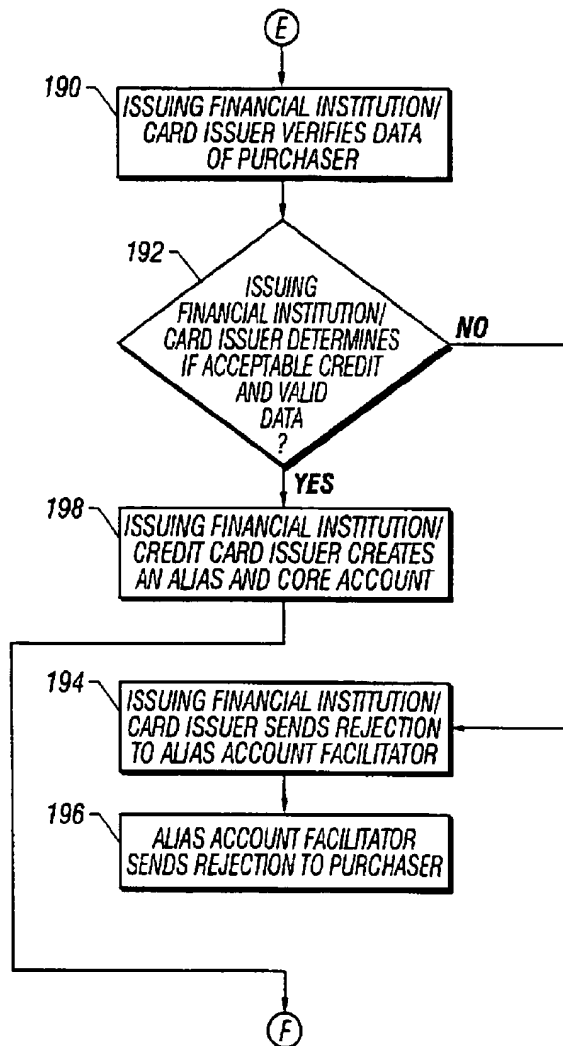 E
190
ISSUING FINANCIAL INSTITUTION/
CARD ISSUER VERIFIES DATA
OF PURCHASER
192
ISSUING
FINANCIAL INSTITUTION/
CARD ISSUER DETERMINES
IF ACCEPTABLE CREDIT
AND VALID
DATA
?
NO
YES
198
ISSUING FINANCIAL INSTITUTION/
CREDIT CARD ISSUER CREATES
AN ALIAS AND CORE ACCOUNT
194
ISSUING FINANCIAL INSTITUTION/
CARD ISSUER SENDS REJECTION
TO ALIAS ACCOUNT FACILITATOR
196
ALIAS ACCOUNT FACILITATOR
SENDS REJECTION TO PURCHASER
F